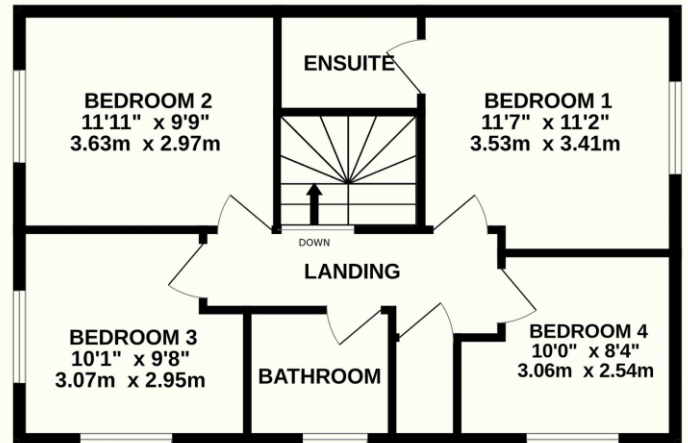 BEDROOM 2
11'11" x 9'9"
3.63m x 2.97m
ENSUITE
BEDROOM 1
11'7" x 11'2"
3.53m x 3.41m
DOWN
LANDING
BEDROOM 3
10'1" x 9'8"
3.07m x 2.95m
BATHROOM
BEDROOM 4
10'0" x 8'4"
3.06m x 2.54m